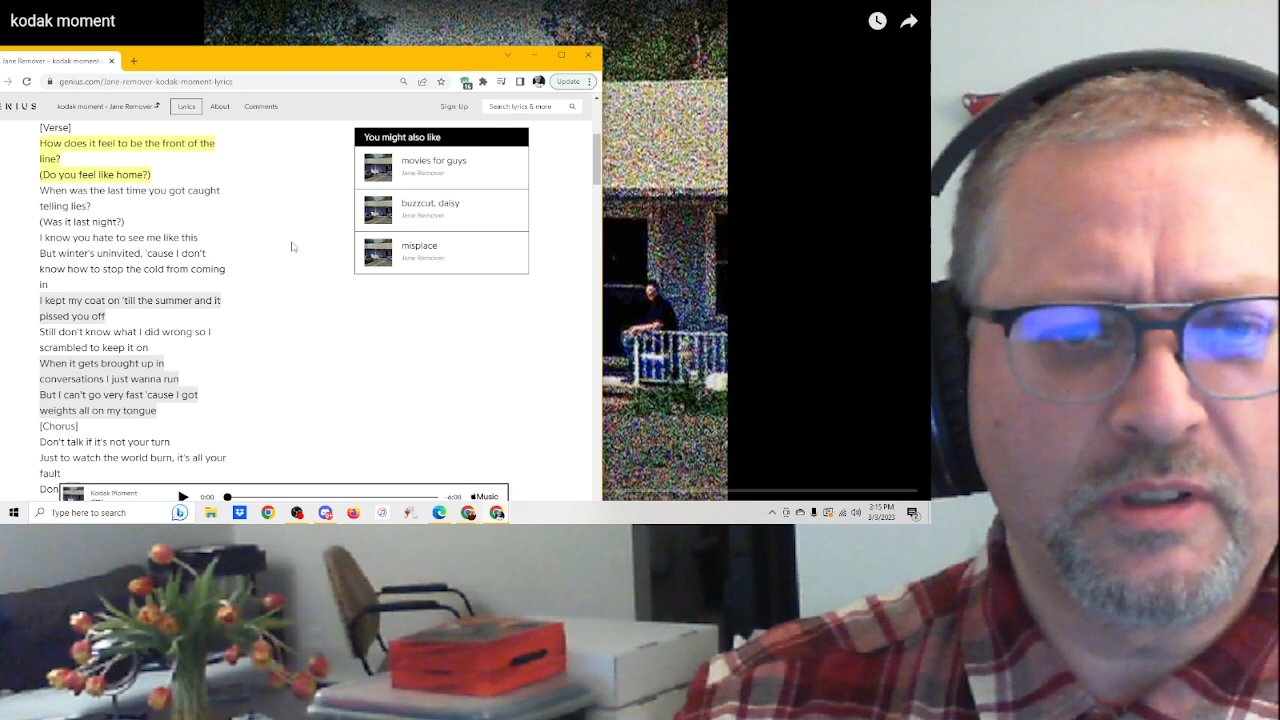 kodak moment
Jane Remover – kodak moment
Update
genius.com/Jane-remover-kodak-moment-lyrics
ENIUS
kodak moment - Jane Remover
Lyrics
About
Comments
Sign Up
Search lyrics & more
[Verse]
How does it feel to be the front of the
line?
(Do you feel like home?)
When was the last time you got caught
telling lies?
(Was it last night?)
I know you hate to see me like this
But winter's uninvited, 'cause I don't
know how to stop the cold from coming
in
I kept my coat on 'till the summer and it
pissed you off
Still don't know what I did wrong so I
scrambled to keep it on
When it gets brought up in
conversations I just wanna run
But I can't go very fast 'cause I got
weights all on my tongue
[Chorus]
Don't talk if it's not your turn
Just to watch the world burn, it's all your
fault
Don
You might also like
movies for guys
Jane Remover
buzzcut, daisy
Jane Remover
misplace
Jane Remover
Kodak Moment
0:00
-6:08
Music
Type here to search
2:15 PM
3/3/2023